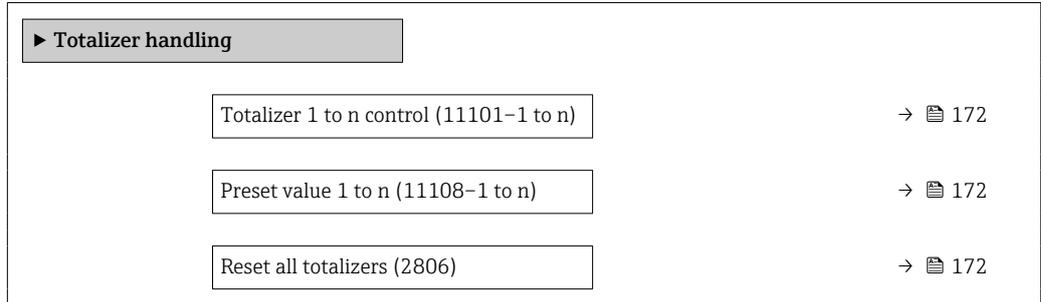 ▶ Totalizer handling
Totalizer 1 to n control (11101–1 to n) → 172
Preset value 1 to n (11108–1 to n) → 172
Reset all totalizers (2806) → 172